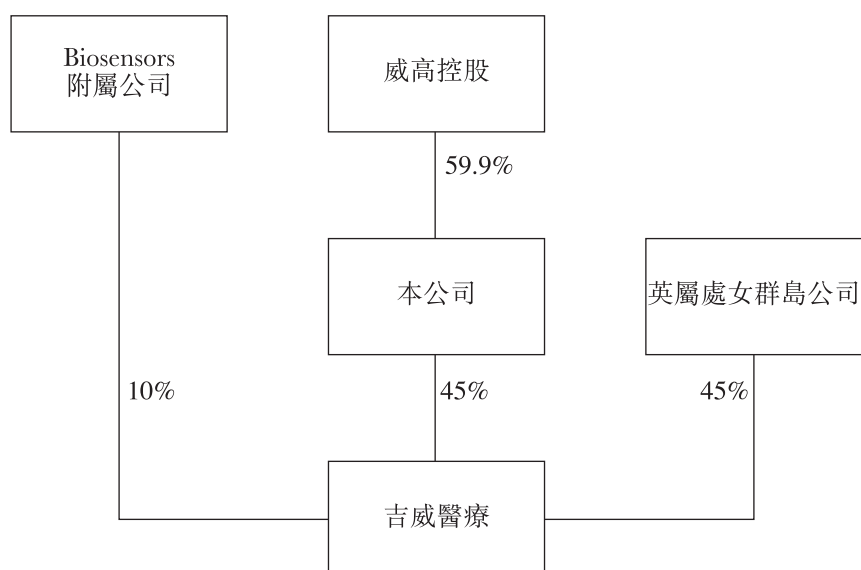 Biosensors
附屬公司
威高控股
59.9%
本公司
英屬處女群島公司
10%
45%
45%
吉威醫療